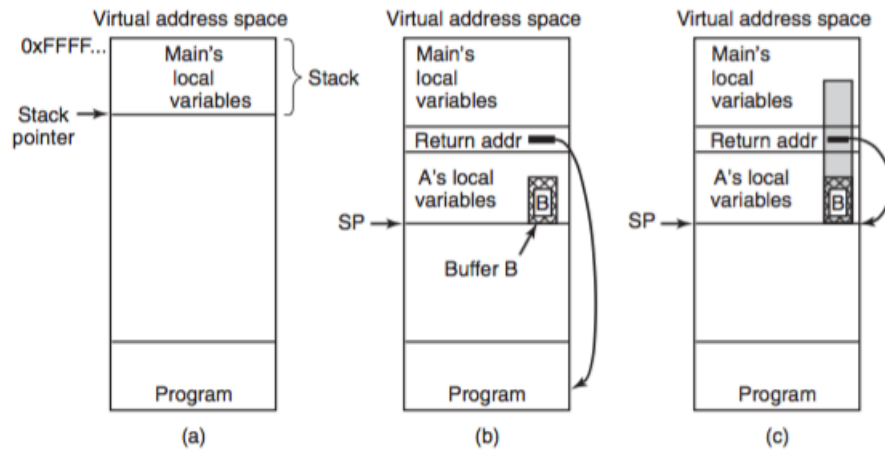 Virtual address space
0xFFFF...
Main's
local
variables
Stack
Stack
pointer
Program
(a)
Virtual address space
Main's
local
variables
Return addr
A's local
variables
B
SP
Buffer B
Program
(b)
Virtual address space
Main's
local
variables
Return addr
A's local
variables
B
SP
Program
(c)